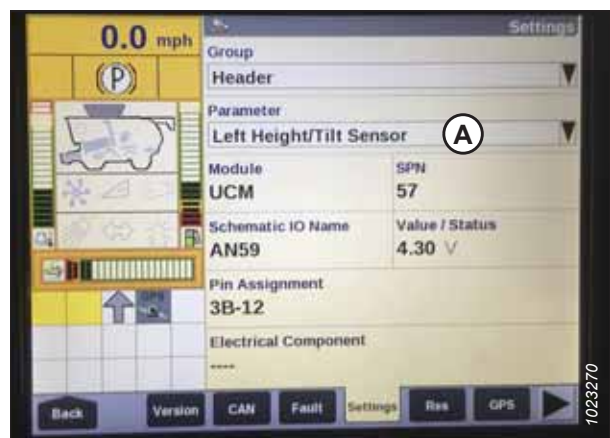 0.0 mph
(P)
Settings
Group
Header
Parameter
Left Height/Tilt Sensor
A
Module
UCM
SPN
57
Schematic IO Name
AN59
Value / Status
4.30 V
Pin Assignment
3B-12
Electrical Component
----
GPS
Back
Version
CAN
Fault
Settings
Res
GPS
1023270